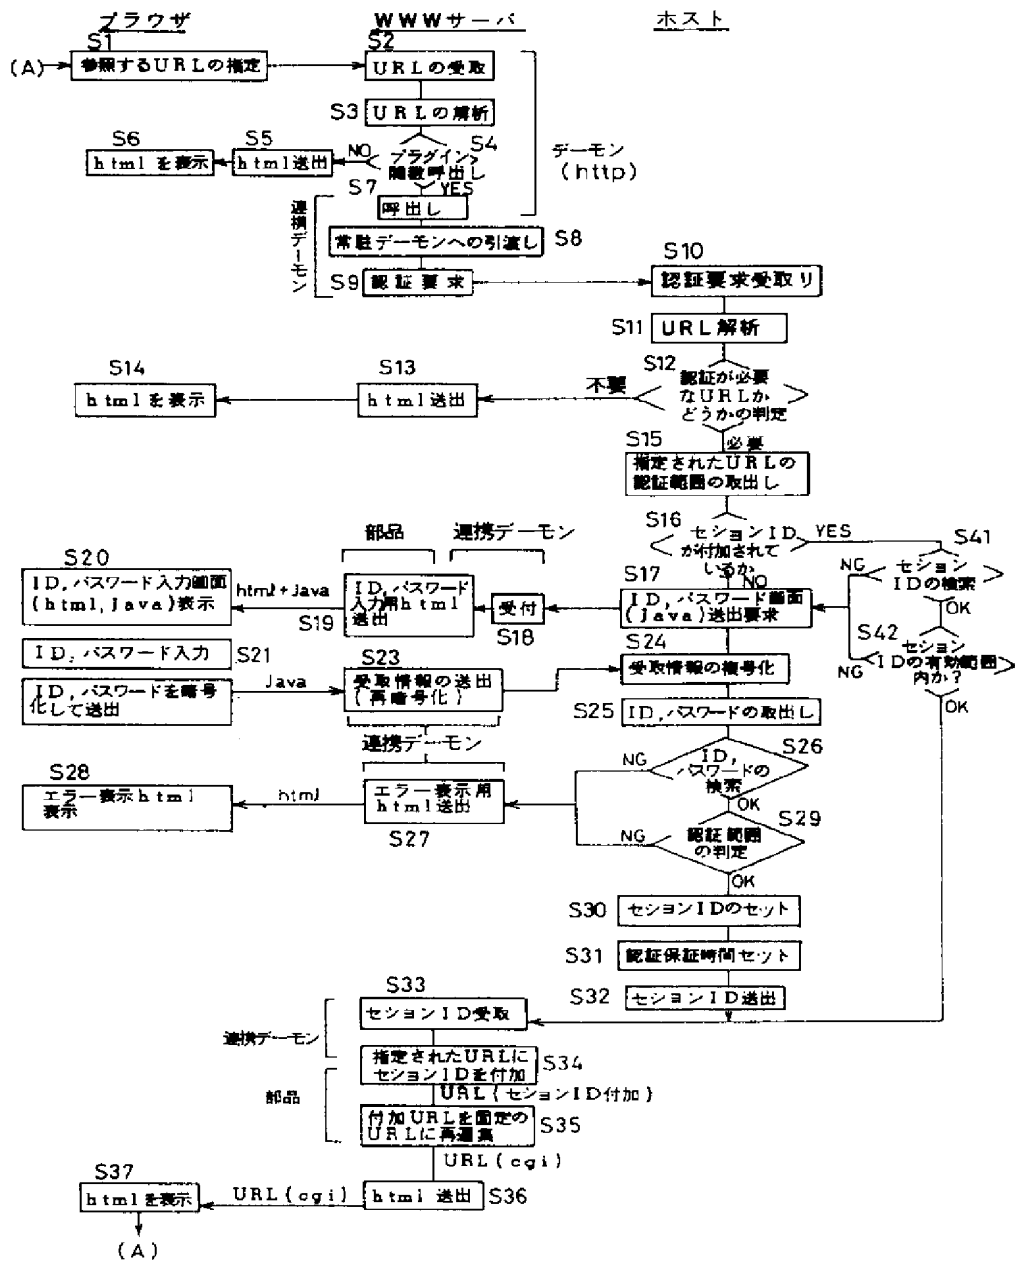 ブラウザ
WWWサーバ
ホスト
S1
S2
(A)
参照するURLの指定
URLの受取
S3
URLの解析
S6
S5
NO
S4
htmlを表示
html送出
プラグイン
関数呼出し
デーモン
(http)
S7
YES
連携デーモン
呼出し
常駐デーモンへの引渡し
S8
S9
認証要求
S10
認証要求受取り
S11
URL解析
S14
S13
S12
htmlを表示
html送出
不要
認証が必要
なURLか
どうかの判定
S15
必要
指定されたURLの
認証範囲の取出し
S16
セションID
が付加されて
いるか
YES
S41
NG
セション
IDの検索
部品
連携デーモン
S20
ID,パスワード入力画面
(html,Java)表示
html+Java
S19
ID,パスワード
入力用html
送出
受付
S18
S17
NO
ID,パスワード画面
(Java)送出要求
OK
S42
セション
IDの有効範囲
内か?
NG
OK
ID,パスワード入力
S21
S23
S24
ID,パスワードを暗号
化して送出
Java
受取情報の送出
(再暗号化)
受取情報の複号化
S25
ID,パスワードの取出し
連携デーモン
S26
NG
ID,
パスワードの
検索
OK
S28
エラー表示html
表示
html
エラー表示用
html送出
S27
S29
NG
認証範囲
の判定
OK
S30
セションIDのセット
S31
認証保証時間セット
S32
セションID送出
S33
セションID受取
連携デーモン
指定されたURLに
セションIDを付加
S34
URL(セションID付加)
部品
付加URLを固定の
URLに再編集
S35
URL(cgi)
S37
htmlを表示
URL(cgi)
html 送出
S36
(A)